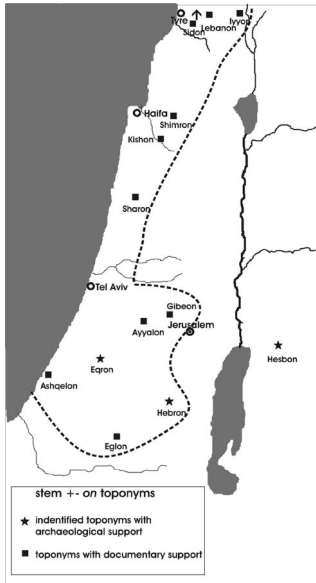 Tyre
Lebanon
Iyyon
Sidon
Haifa
Shimron
Kishon
Sharon
Tel Aviv
Gibeon
Ayyalon
Jerusalem
Hesbon
Eqron
Ashqelon
Hebron
Eglon
stem +- on toponyms
indentified toponyms with
archaeological support
toponyms with documentary support